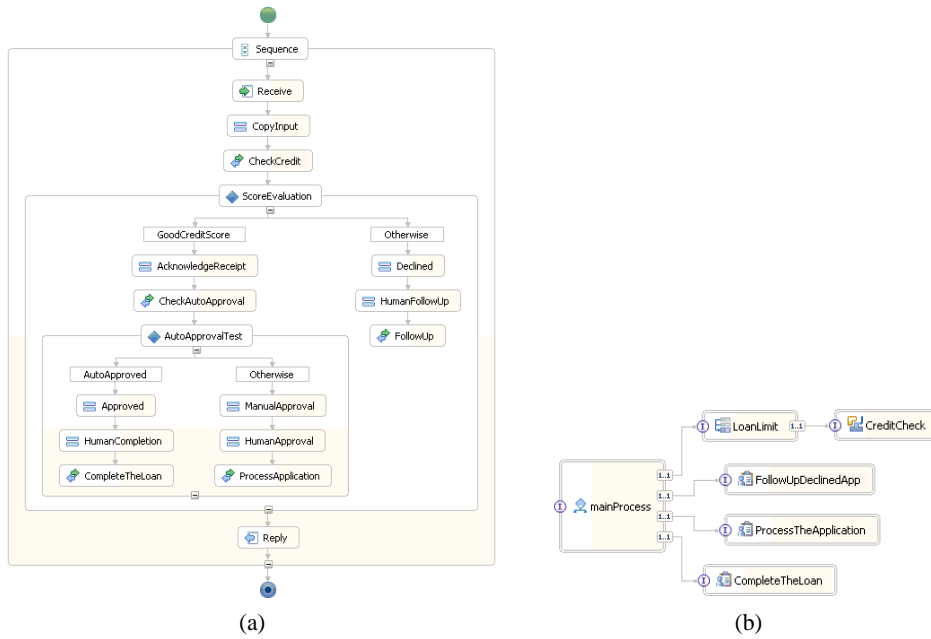 Sequence
Receive
CopyInput
CheckCredit
ScoreEvaluation
GoodCreditScore
Otherwise
AcknowledgeReceipt
Declined
CheckAutoApproval
HumanFollowUp
AutoApprovalTest
FollowUp
AutoApproved
Otherwise
Approved
ManualApproval
HumanCompletion
HumanApproval
CompleteTheLoan
ProcessApplication
Reply
(a)
I
LoanLimit
1..1
I
CreditCheck
I
mainProcess
1..1
1..1
1..1
1..1
I
FollowUpDeclinedApp
I
ProcessTheApplication
I
CompleteTheLoan
(b)